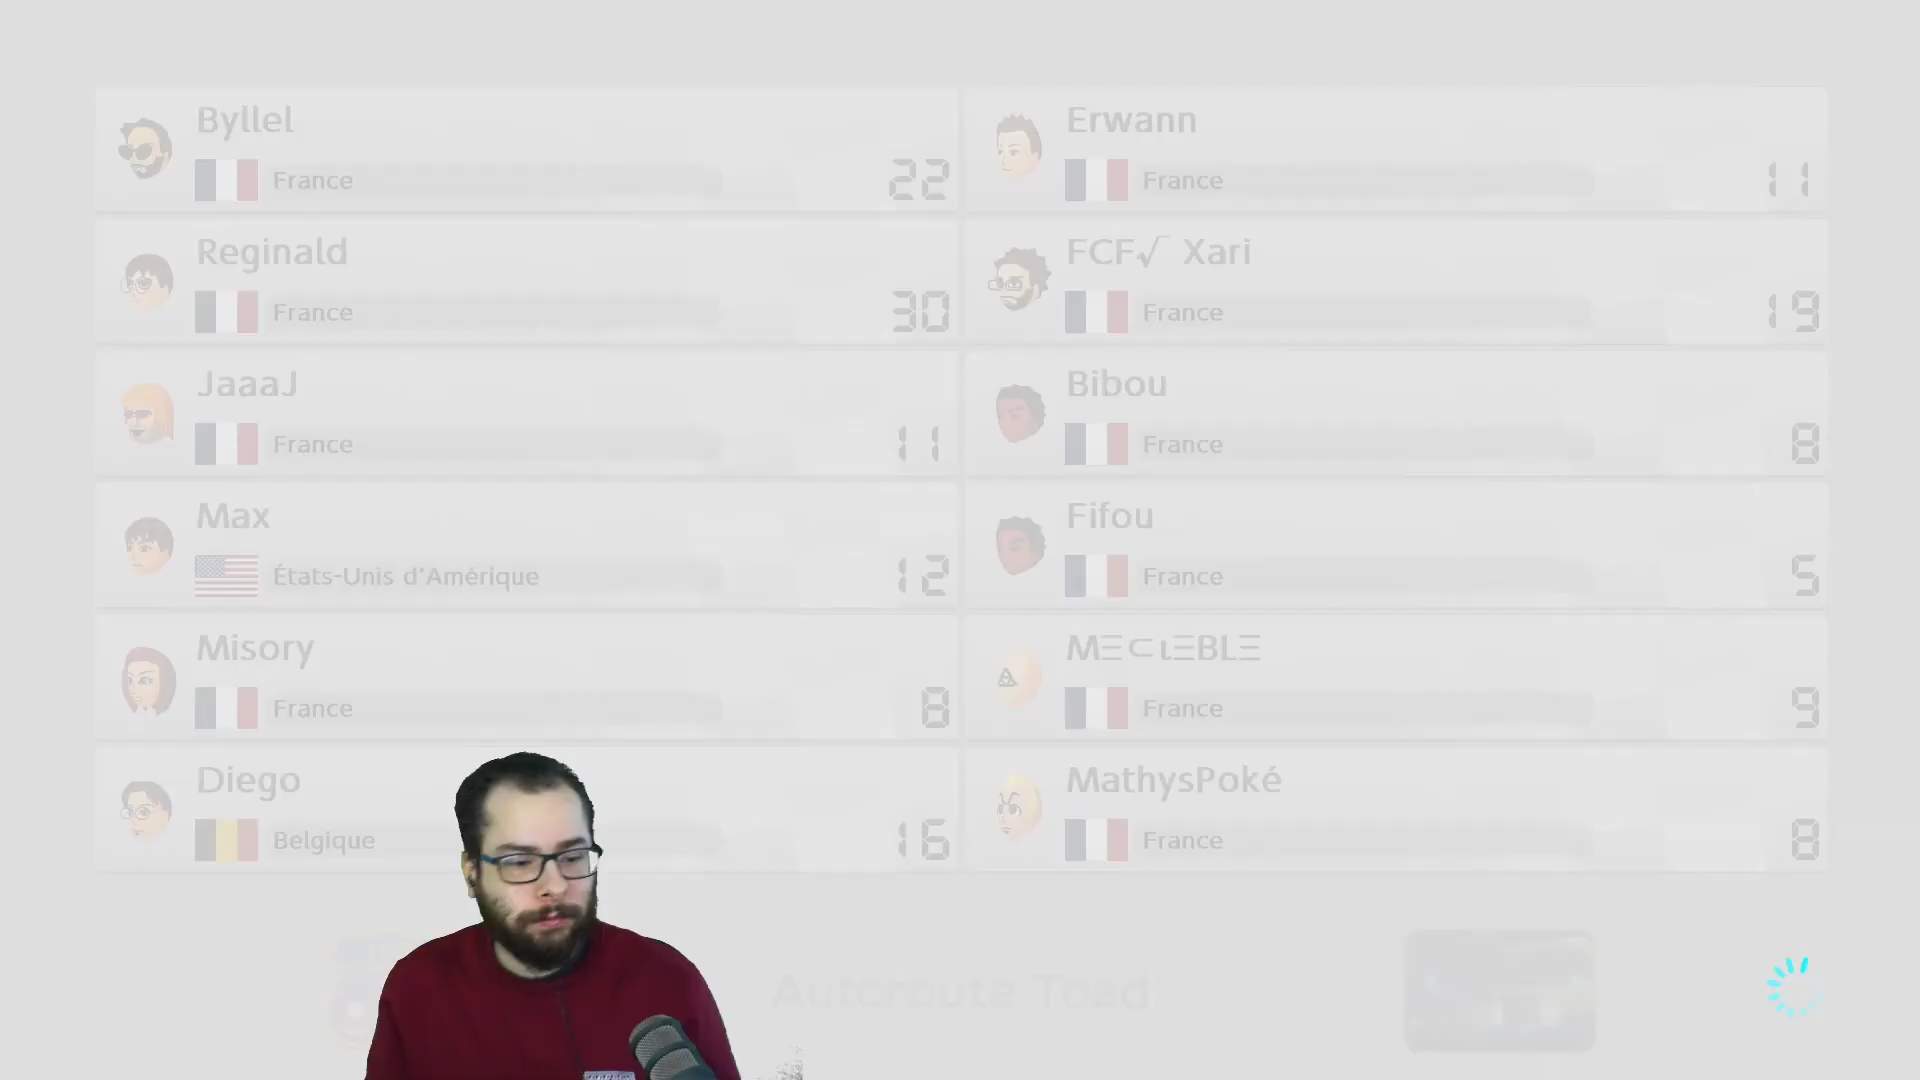 Byllel
France
22
Erwann
France
11
Reginald
France
30
FCF√ Xari
France
19
JaaaJ
France
11
Bibou
France
8
Max
États-Unis d'Amérique
12
Fifou
France
5
Misory
France
8
MΞ⊂ιΞBLΞ
France
9
Diego
Belgique
16
MathysPoké
France
8
Autoroute Toad